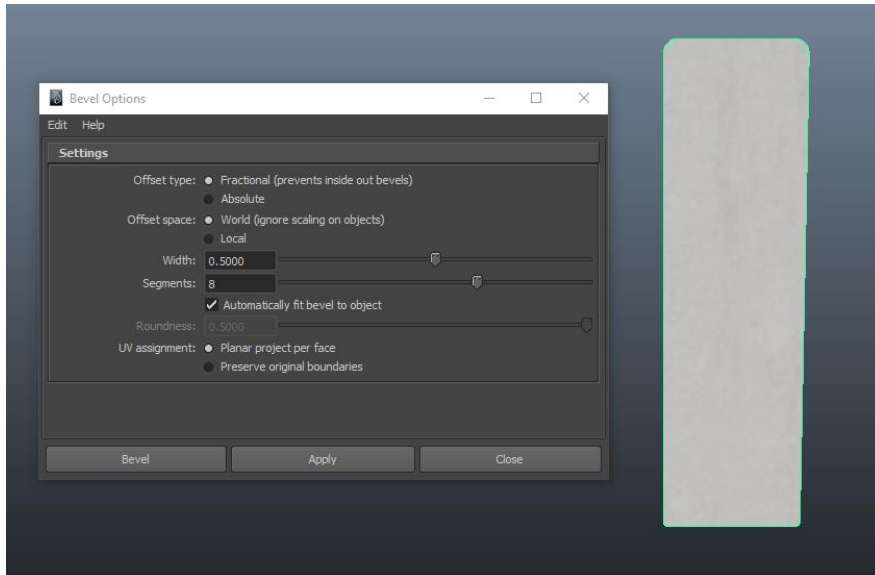 Bevel Options
Edit Help
Settings
Offset type: Fractional (prevents inside out bevels)
Absolute
Offset space: World (ignore scaling on objects)
Local
Width: 0.5000
Segments: 8
Automatically fit bevel to object
Roundness: 0.5000
UV assignment: Planar project per face
Preserve original boundaries
Bevel Apply Close